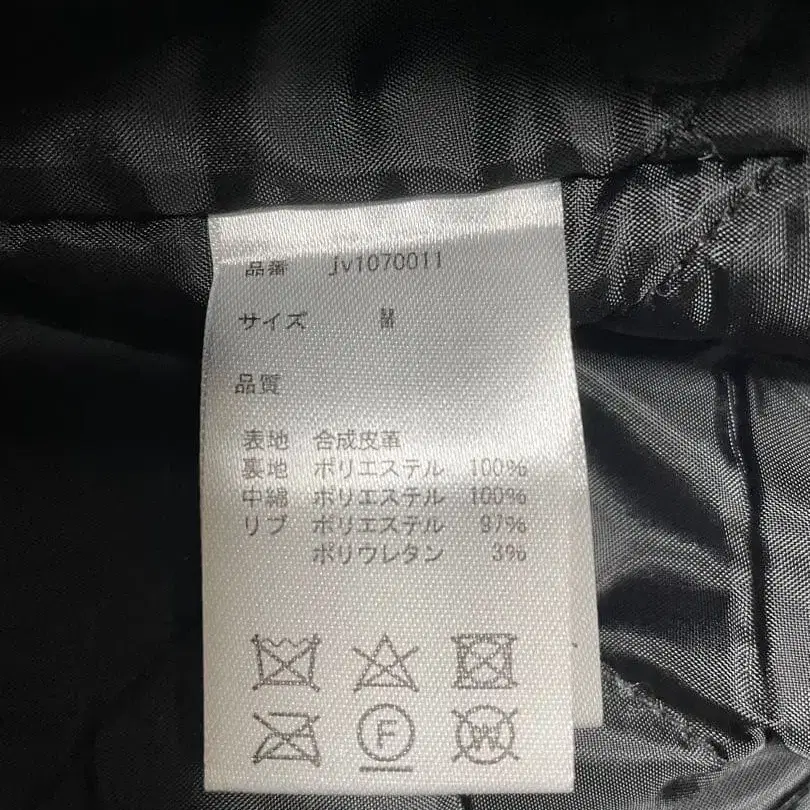 品番 jv1070011
サイズ M
品質
表地 合成皮革
裏地 ポリエステル 100%
中綿 ポリエステル 100%
リブ ポリエステル 97%
ポリウレタン 3%
F W